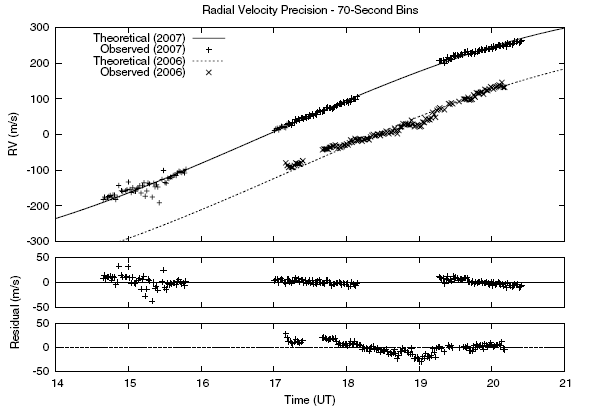 Radial Velocity Precision - 70-Second Bins
Theoretical (2007)
Observed (2007)
Theoretical (2006)
Observed (2006)
RV (m/s)
300
200
100
0
-100
-200
-300
Residual (m/s)
50
0
-50
50
0
-50
14 15 16 17 18 19 20 21
Time (UT)